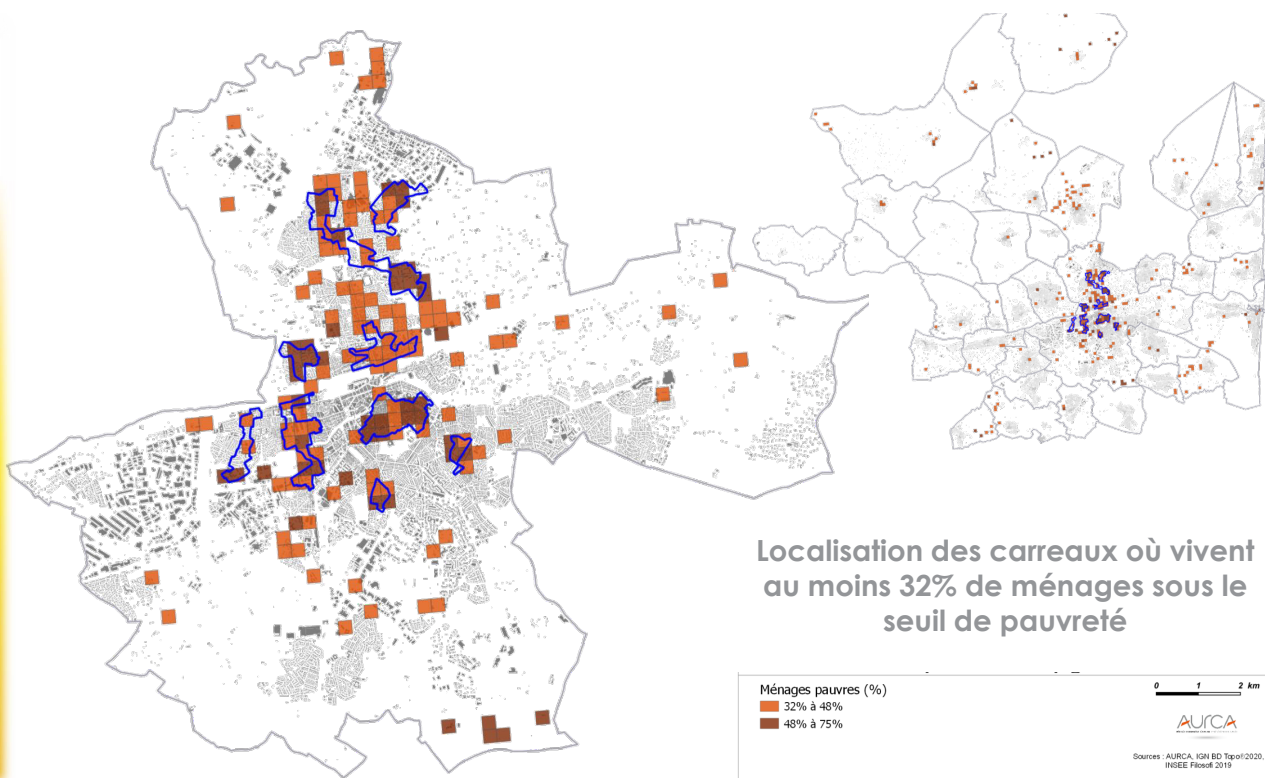 Localisation des carreaux où vivent
au moins 32% de ménages sous le
seuil de pauvreté
Ménages pauvres (%)
32% à 48%
48% à 75%
0 1 2 km
AURCA
Sources : AURCA, IGN BD Topo®2020,
INSEE Filosofi 2019